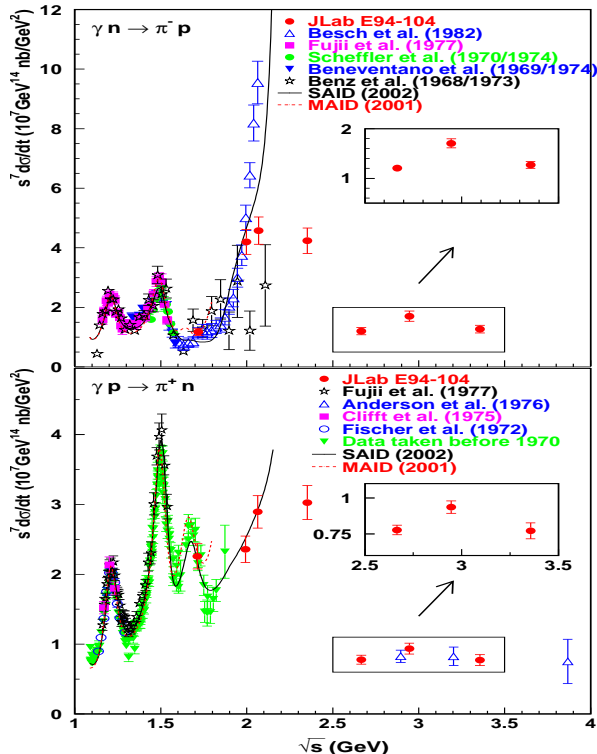 γ n → π⁻ p
JLab E94-104
Besch et al. (1982)
Fujii et al. (1977)
Scheffler et al. (1970/1974)
Beneventano et al. (1969/1974)
Benz et al. (1968/1973)
SAID (2002)
MAID (2001)
s⁷dσ/dt (10⁷GeV¹⁴ nb/GeV²)
12
10
8
6
4
2
0
2
1
γ p → π⁺ n
JLab E94-104
Fujii et al. (1977)
Anderson et al. (1976)
Clifft et al. (1975)
Fischer et al. (1972)
Data taken before 1970
SAID (2002)
MAID (2001)
s⁷dσ/dt (10⁷GeV¹⁴ nb/GeV²)
5
4
3
2
1
0
1
0.75
2.5 3 3.5
1 1.5 2 2.5 3 3.5 4
√s (GeV)